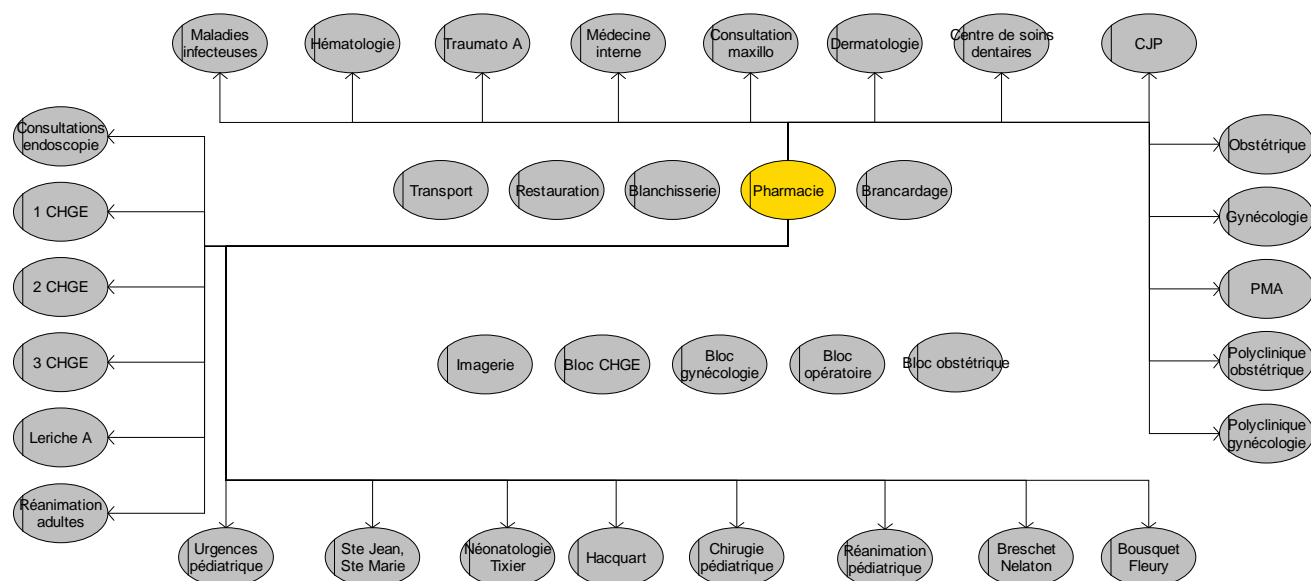 Maladies
infecteuses
Hématologie
Traumato A
Médecine
interne
Consultation
maxillo
Dermatologie
Centre de soins
dentaires
CJP
Consultations
endoscopie
Obstétrique
Transport
Restauration
Blanchisserie
Pharmacie
Brancardage
1 CHGE
Gynécologie
2 CHGE
PMA
3 CHGE
Imagerie
Bloc CHGE
Bloc
gynécologie
Bloc
opératoire
Bloc obstétrique
Polyclinique
obstétrique
Leriche A
Polyclinique
gynécologie
Réanimation
adultes
Urgences
pédiatrique
Ste Jean,
Ste Marie
Néonatologie
Tixier
Hacquart
Chirugie
pédiatrique
Réanimation
pédiatrique
Breschet
Nelaton
Bousquet
Fleury